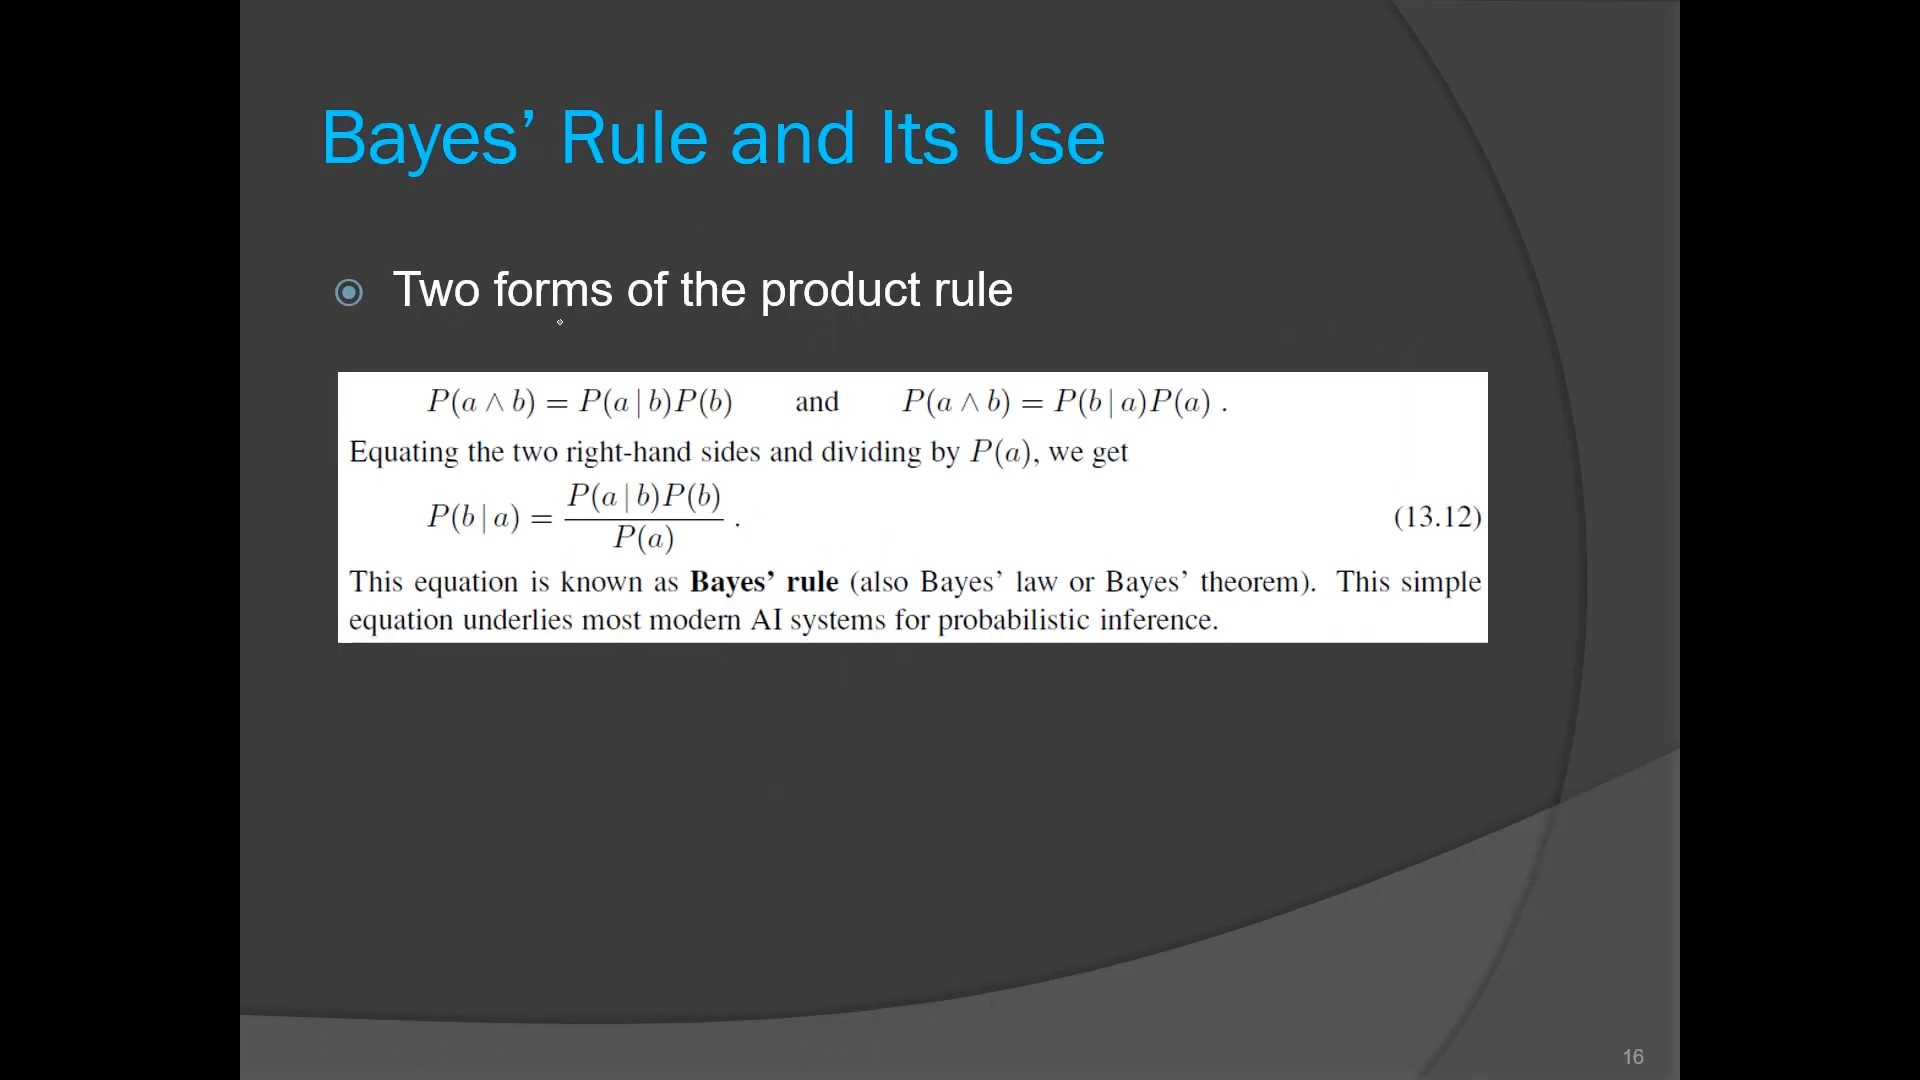 Bayes’ Rule and Its Use
Two forms of the product rule
P(a ∧ b) = P(a | b)P(b) and P(a ∧ b) = P(b | a)P(a) .
Equating the two right-hand sides and dividing by P(a), we get
P(b | a) = P(a | b)P(b) / P(a) . (13.12)
This equation is known as Bayes’ rule (also Bayes’ law or Bayes’ theorem). This simple
equation underlies most modern AI systems for probabilistic inference.
16